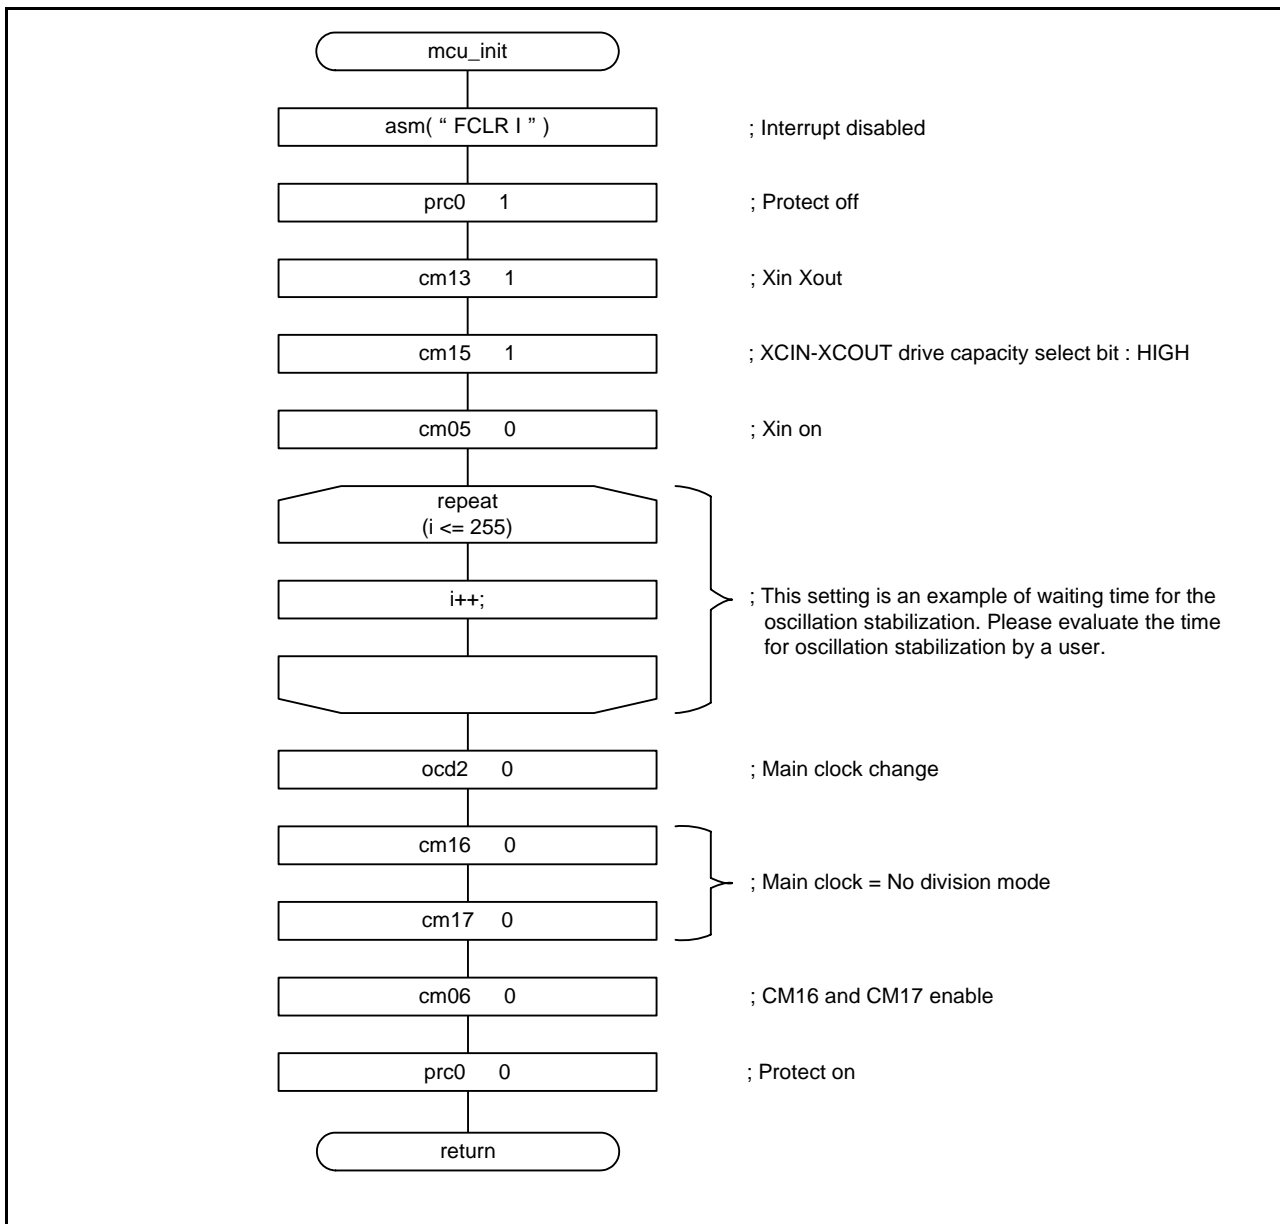 mcu_init
asm( “ FCLR I ” ) ; Interrupt disabled
prc0 1 ; Protect off
cm13 1 ; Xin Xout
cm15 1 ; XCIN-XCOUT drive capacity select bit : HIGH
cm05 0 ; Xin on
repeat
(i <= 255)
i++;
; This setting is an example of waiting time for the
oscillation stabilization. Please evaluate the time
for oscillation stabilization by a user.
ocd2 0 ; Main clock change
cm16 0
; Main clock = No division mode
cm17 0
cm06 0 ; CM16 and CM17 enable
prc0 0 ; Protect on
return